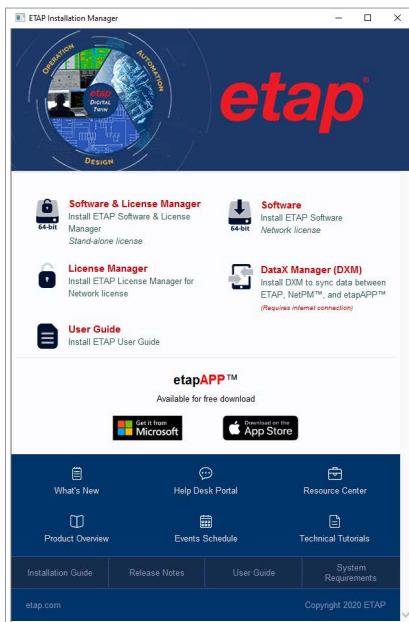 ETAP Installation Manager
OPERATION
AUTOMATION
etap
DIGITAL
TWIN
DESIGN
etap®
64-bit
Software & License Manager
Install ETAP Software & License
Manager
Stand-alone license
64-bit
Software
Install ETAP Software
Network license
License Manager
Install ETAP License Manager for
Network license
DataX Manager (DXM)
Install DXM to sync data between
ETAP, NetPM™, and etapAPP™
(Requires internet connection)
User Guide
Install ETAP User Guide
etapAPP™
Available for free download
Get it from
Microsoft
Download on the
App Store
What's New
Help Desk Portal
Resource Center
Product Overview
Events Schedule
Technical Tutorials
Installation Guide
Release Notes
User Guide
System
Requirements
etap.com
Copyright 2020 ETAP